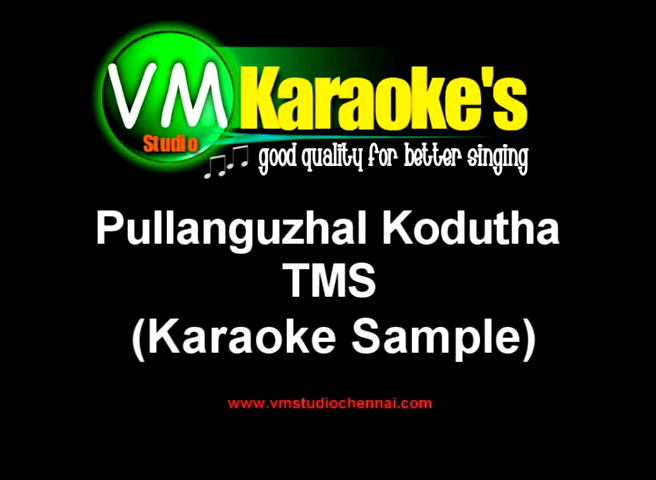 VM Karaoke's
Studio
good quality for better singing
Pullanguzhal Kodutha
TMS
(Karaoke Sample)
www.vmstudiochennai.com